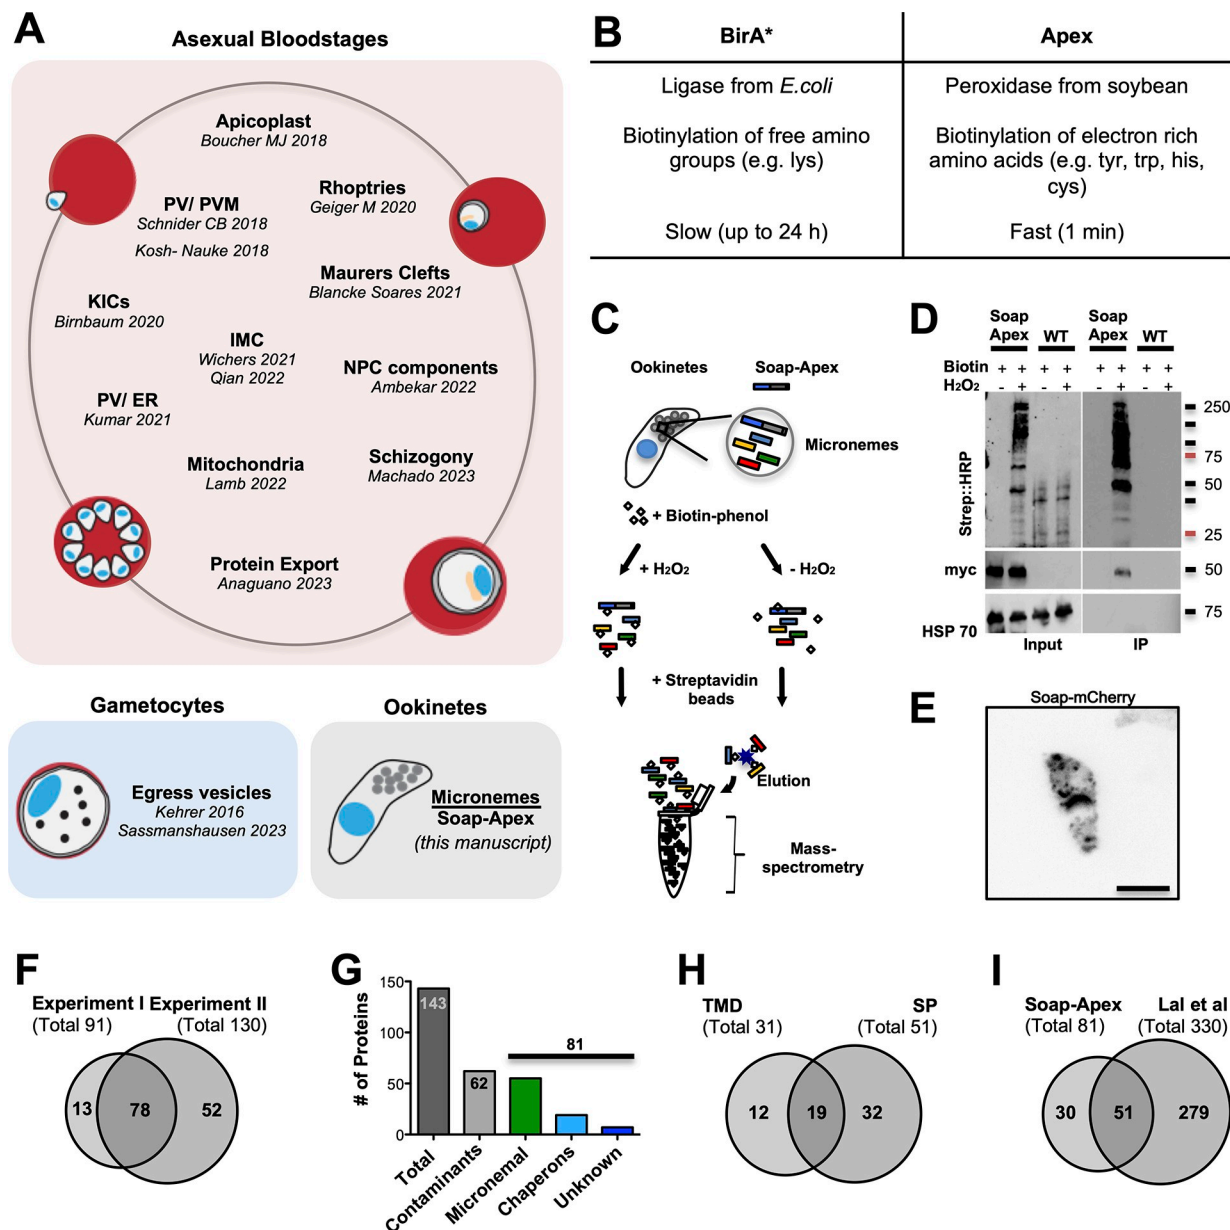 A
Asexual Bloodstages
Apicoplast
Boucher MJ 2018
Rhoptries
Geiger M 2020
PV/ PVM
Schnider CB 2018
Kosh- Nauke 2018
Maurers Clefts
Blancke Soares 2021
KICs
Birnbaum 2020
IMC
Wichers 2021
Qian 2022
NPC components
Ambekar 2022
PV/ ER
Kumar 2021
Mitochondria
Lamb 2022
Schizogony
Machado 2023
Protein Export
Anaguano 2023
Gametocytes
Egress vesicles
Kehrer 2016
Sassmanshausen 2023
Ookinetes
Micronemes
Soap-Apex
(this manuscript)
B
BirA* Apex
Ligase from E.coli
Peroxidase from soybean
Biotinylation of free amino
groups (e.g. lys)
Biotinylation of electron rich
amino acids (e.g. tyr, trp, his,
cys)
Slow (up to 24 h)
Fast (1 min)
C
Ookinetes
Soap-Apex
Micronemes
+ Biotin-phenol
+ H2O2
- H2O2
+ Streptavidin
beads
Elution
Mass-
spectrometry
D
Soap
Apex
WT
Soap
Apex
WT
Biotin + + + + + + + +
H2O2 - + - + - + - +
Strep::HRP
250
75
50
25
myc
50
HSP 70
75
Input
IP
E
Soap-mCherry
F
Experiment I
(Total 91)
Experiment II
(Total 130)
13
78
52
G
# of Proteins
150
100
50
0
143
62
81
Total
Contaminants
Micronemal
Chaperons
Unknown
H
TMD
(Total 31)
SP
(Total 51)
12
19
32
I
Soap-Apex
(Total 81)
Lal et al
(Total 330)
30
51
279